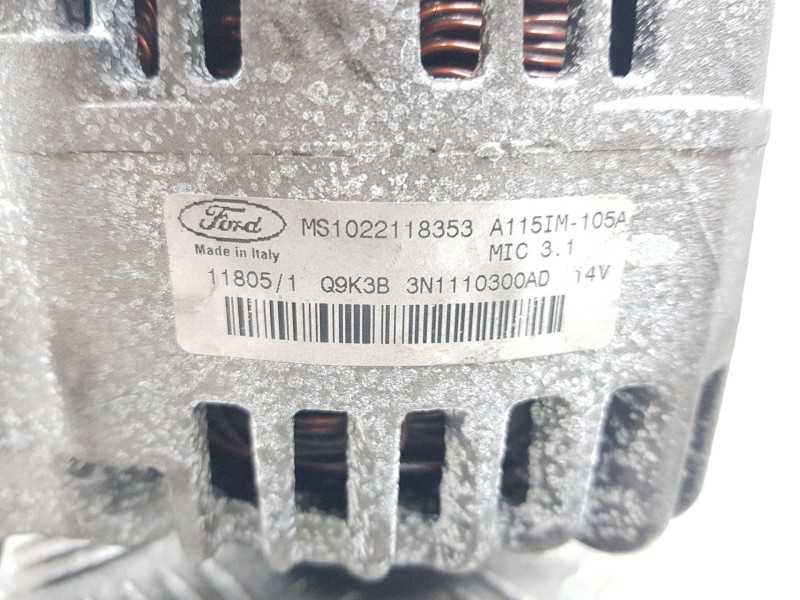 Ford MS1022118353 A115IM-105A
Made in Italy MIC 3.1
11805/1 Q9K3B 3N1110300AD 14V